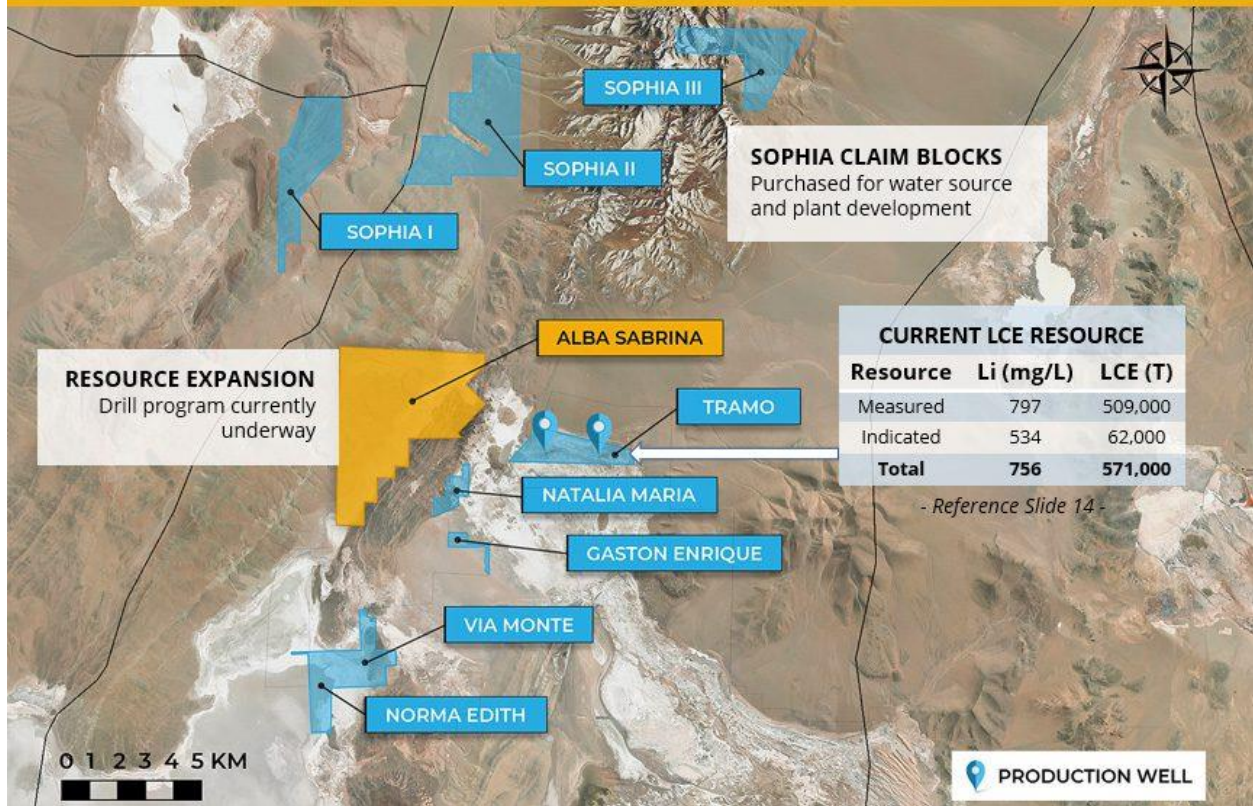 SOPHIA III
SOPHIA II
SOPHIA I
SOPHIA CLAIM BLOCKS
Purchased for water source
and plant development
ALBA SABRINA
RESOURCE EXPANSION
Drill program currently
underway
TRAMO
CURRENT LCE RESOURCE
Resource Li (mg/L) LCE (T)
Measured 797 509,000
Indicated 534 62,000
Total 756 571,000
- Reference Slide 14 -
NATALIA MARIA
GASTON ENRIQUE
VIA MONTE
NORMA EDITH
0 1 2 3 4 5 KM
PRODUCTION WELL